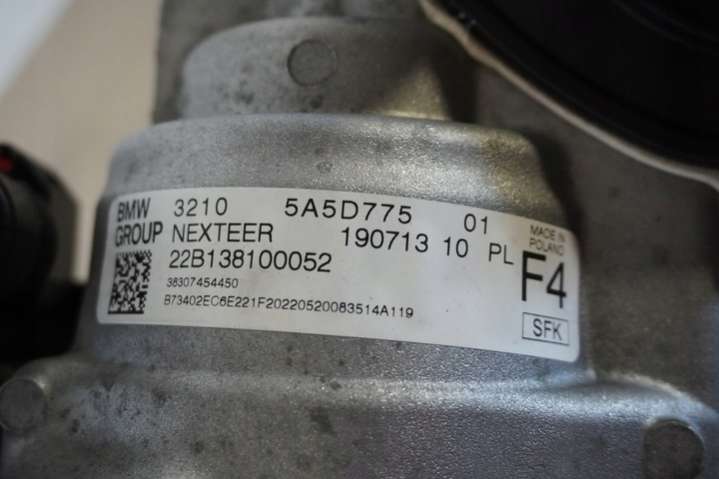 BMW 3210 5A5D775 01
GROUP NEXTEER 190713 10 PL
MADE IN
POLAND
22B138100052
F4
38307454450
B73402EC6E221F20220520083514A119
SFK